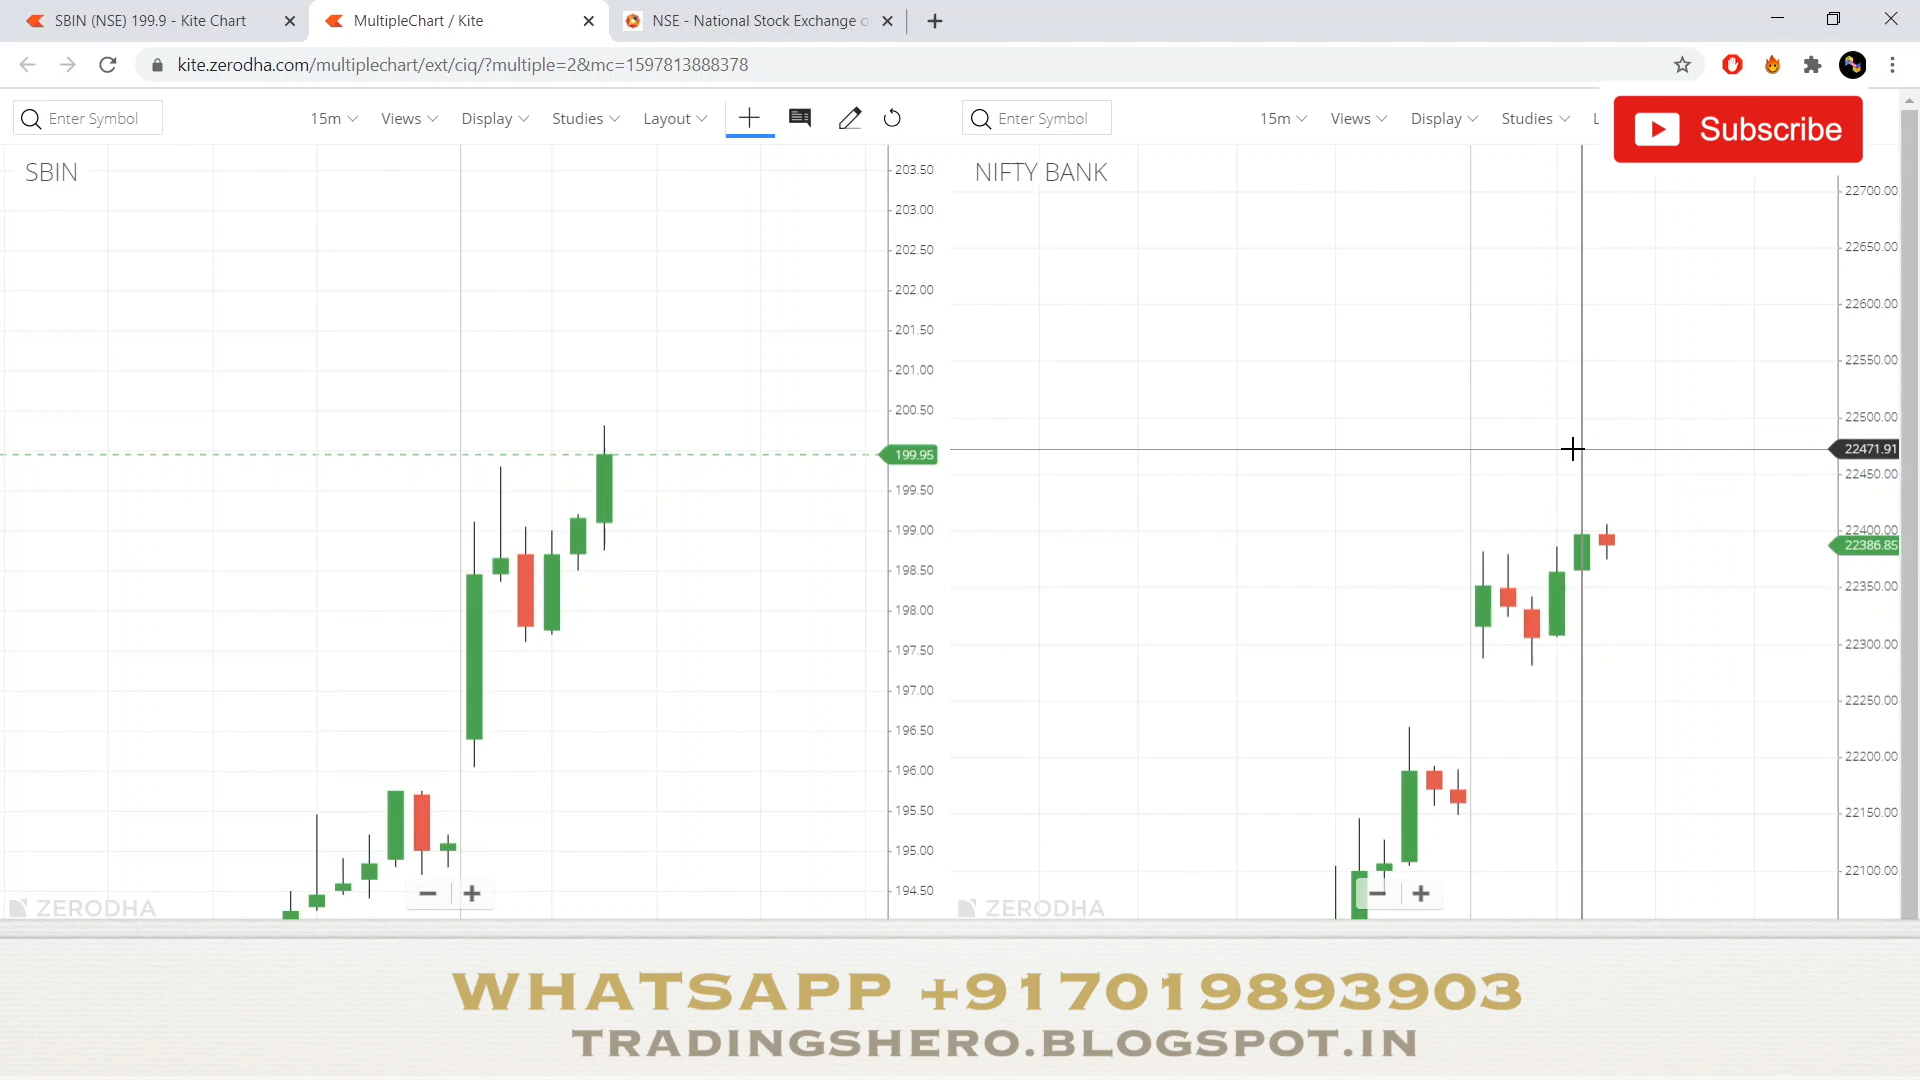 SBIN (NSE) 199.9 - Kite Chart
MultipleChart / Kite
NSE - National Stock Exchange o
kite.zerodha.com/multiplechart/ext/ciq/?multiple=2&mc=1597813888378
Enter Symbol
15m
Views
Display
Studies
Layout
Enter Symbol
15m
Views
Display
Studies
L
Subscribe
SBIN
203.50
203.00
202.50
202.00
201.50
201.00
200.50
199.95
199.50
199.00
198.50
198.00
197.50
197.00
196.50
196.00
195.50
195.00
194.50
ZERODHA
NIFTY BANK
22700.00
22650.00
22600.00
22550.00
22500.00
22471.91
22450.00
22400.00
22386.85
22350.00
22300.00
22250.00
22200.00
22150.00
22100.00
ZERODHA
WHATSAPP +917019893903
TRADINGSHERO.BLOGSPOT.IN